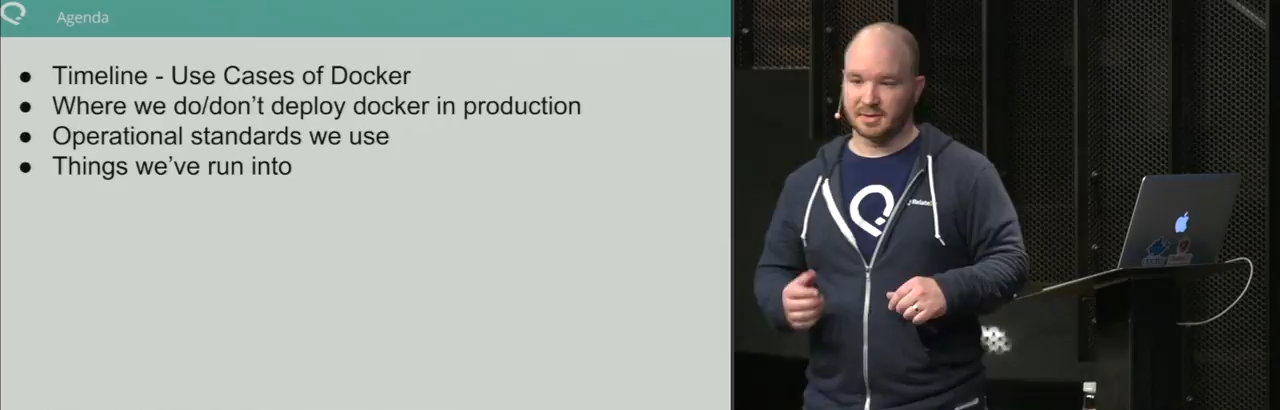 Agenda
● Timeline - Use Cases of Docker
● Where we do/don’t deploy docker in production
● Operational standards we use
● Things we’ve run into